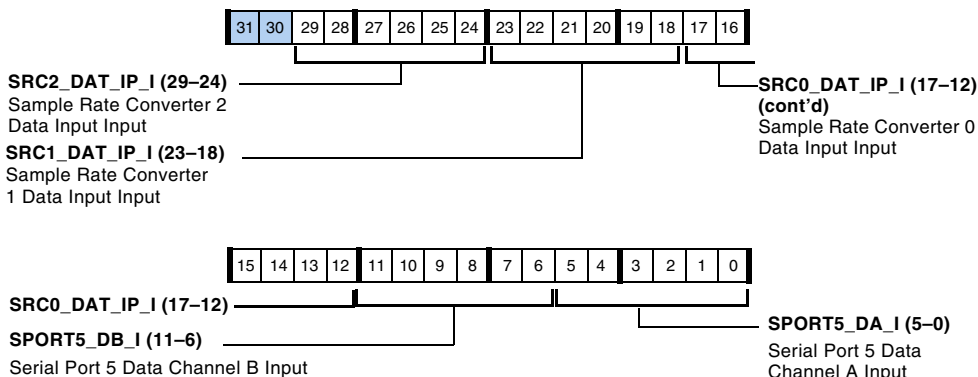 31 30 29 28 27 26 25 24 23 22 21 20 19 18 17 16
SRC2_DAT_IP_I (29–24)
Sample Rate Converter 2
Data Input Input
SRC1_DAT_IP_I (23–18)
Sample Rate Converter
1 Data Input Input
SRC0_DAT_IP_I (17–12)
(cont'd)
Sample Rate Converter 0
Data Input Input
15 14 13 12 11 10 9 8 7 6 5 4 3 2 1 0
SRC0_DAT_IP_I (17–12)
SPORT5_DB_I (11–6)
Serial Port 5 Data Channel B Input
SPORT5_DA_I (5–0)
Serial Port 5 Data
Channel A Input